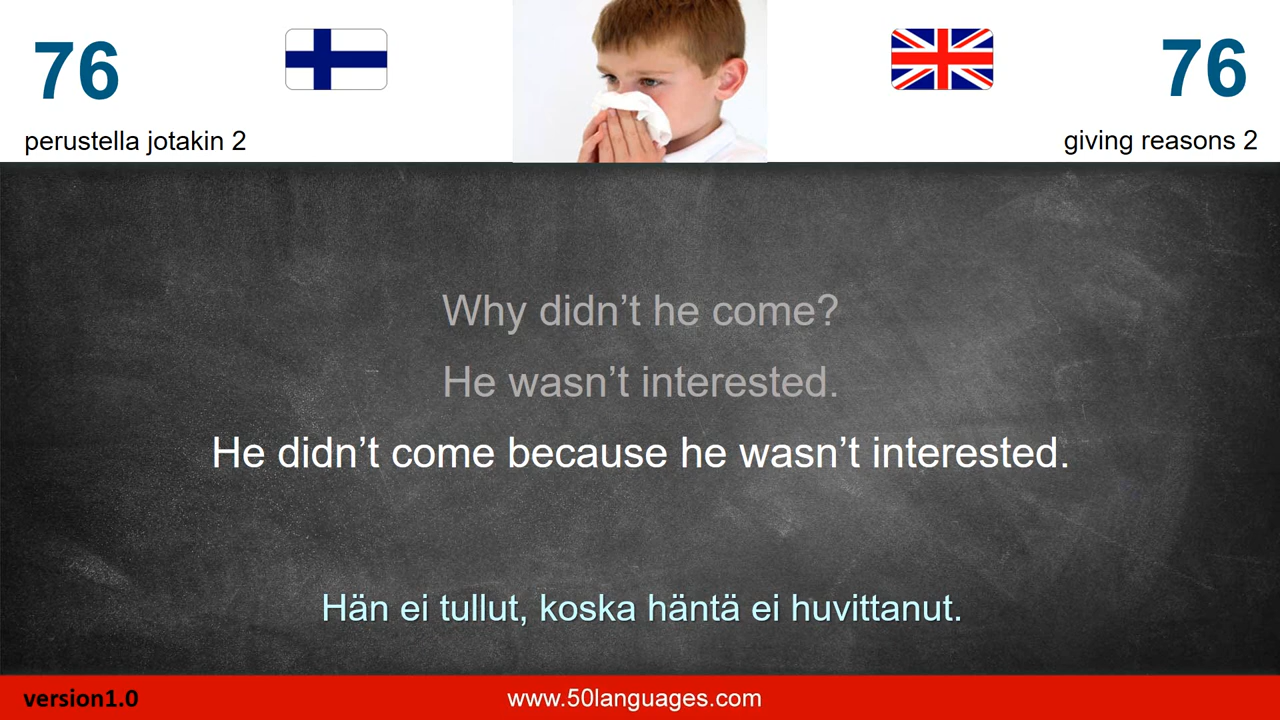 76
76
perustella jotakin 2
giving reasons 2
Why didn’t he come?
He wasn’t interested.
He didn’t come because he wasn’t interested.
Hän ei tullut, koska häntä ei huvittanut.
version1.0
www.50languages.com